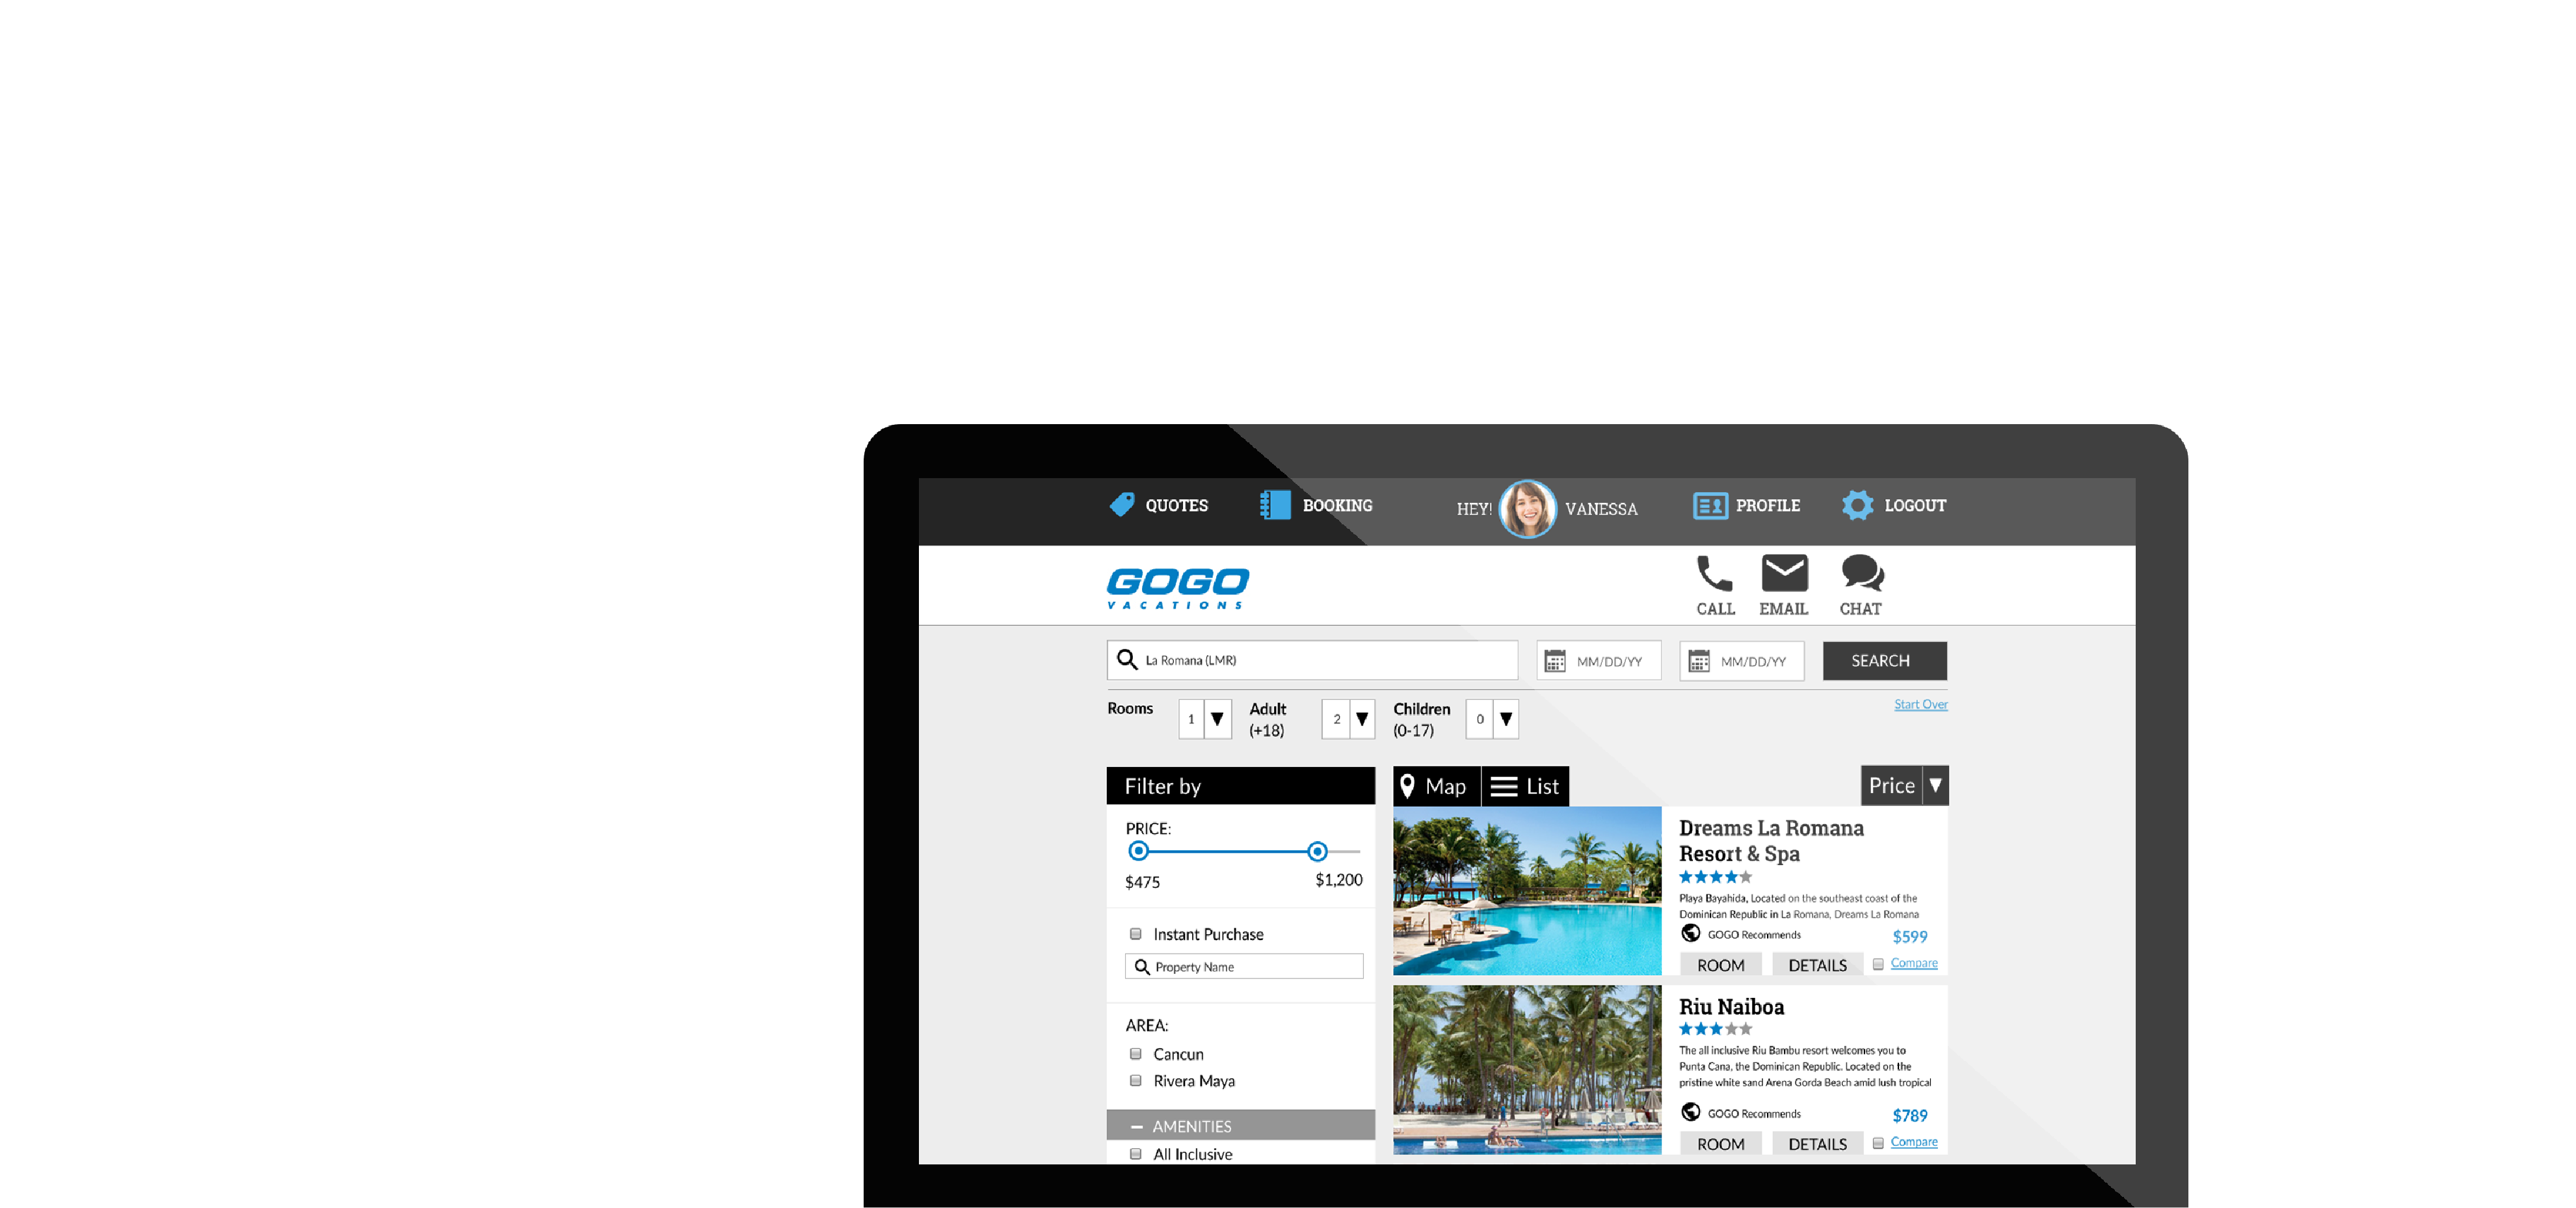 QUOTES BOOKING HEY! VANESSA PROFILE LOGOUT
GOGO
VACATIONS
CALL EMAIL CHAT
La Romana (LMR) MM/DD/YY MM/DD/YY SEARCH
Rooms 1 ▼ Adult 2 ▼ Children 0 ▼ Start Over
(+18) (0-17)
Filter by
PRICE:
$475 $1,200
Instant Purchase
Property Name
AREA:
Cancun
Rivera Maya
– AMENITIES
All Inclusive
Map List Price ▼
Dreams La Romana
Resort & Spa
Playa Bayahida, Located on the southeast coast of the
Dominican Republic in La Romana, Dreams La Romana
GOGO Recommends $599
ROOM DETAILS Compare
Riu Naiboa
The all inclusive Riu Bambu resort welcomes you to
Punta Cana, the Dominican Republic. Located on the
pristine white sand Arena Gorda Beach amid lush tropical
GOGO Recommends $789
ROOM DETAILS Compare